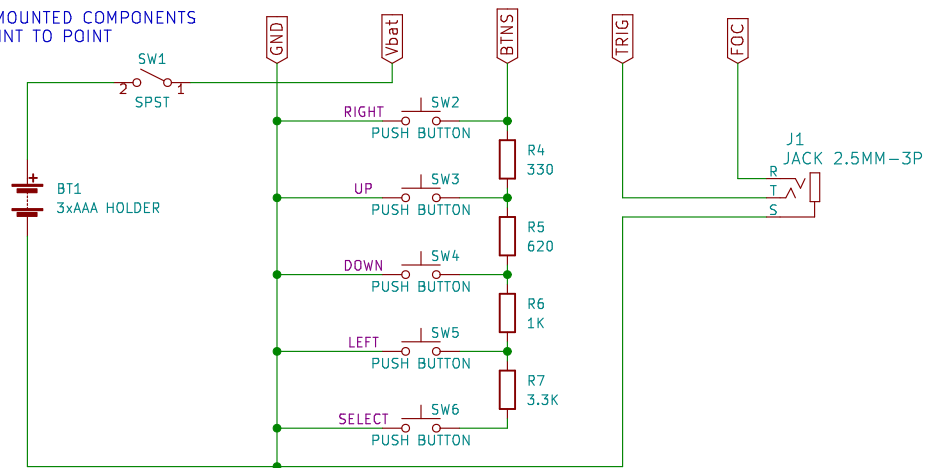 MOUNTED COMPONENTS
INT TO POINT
GND
Vbat
BTNS
TRIG
FOC
SW1
2 1
SPST
RIGHT SW2
PUSH BUTTON
R4
330
BT1
3xAAA HOLDER
+
UP SW3
PUSH BUTTON
R5
620
DOWN SW4
PUSH BUTTON
R6
1K
LEFT SW5
PUSH BUTTON
R7
3.3K
SELECT SW6
PUSH BUTTON
J1
JACK 2.5MM-3P
R
T
S